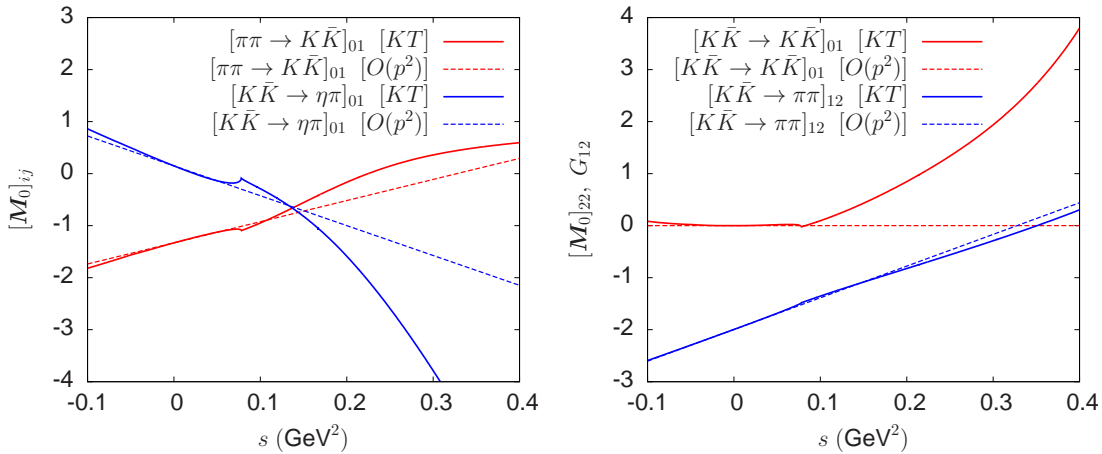 3
2
1
0
-1
-2
-3
-4
[M₀]ᵢⱼ
[ππ → KK̄]₀₁ [KT]
[ππ → KK̄]₀₁ [O(p²)]
[KK̄ → ηπ]₀₁ [KT]
[KK̄ → ηπ]₀₁ [O(p²)]
-0.1 0 0.1 0.2 0.3 0.4
s (GeV²)
4
3
2
1
0
-1
-2
-3
[M₀]₂₂, G₁₂
[KK̄ → KK̄]₀₁ [KT]
[KK̄ → KK̄]₀₁ [O(p²)]
[KK̄ → ππ]₁₂ [KT]
[KK̄ → ππ]₁₂ [O(p²)]
-0.1 0 0.1 0.2 0.3 0.4
s (GeV²)